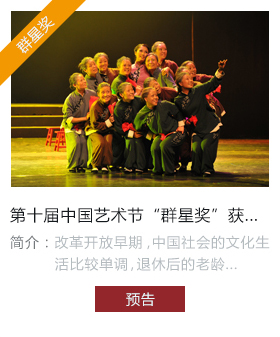 群星奖
第十届中国艺术节“群星奖”获...
简介：改革开放早期,中国社会的文化生
活比较单调,退休后的老龄...
预告